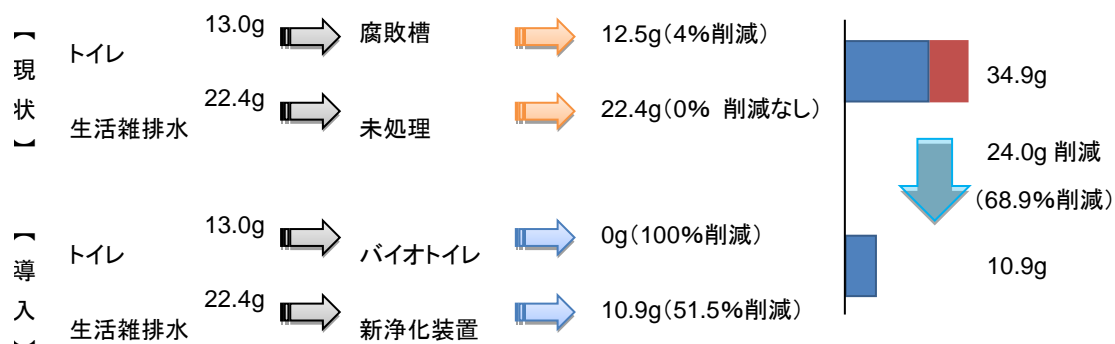 【現状】
トイレ
13.0g
腐敗槽
12.5g(4%削減)
生活雑排水
22.4g
未処理
22.4g(0% 削減なし)
34.9g
24.0g 削減
(68.9%削減)
【導入】
トイレ
13.0g
バイオトイレ
0g(100%削減)
生活雑排水
22.4g
新浄化装置
10.9g(51.5%削減)
10.9g